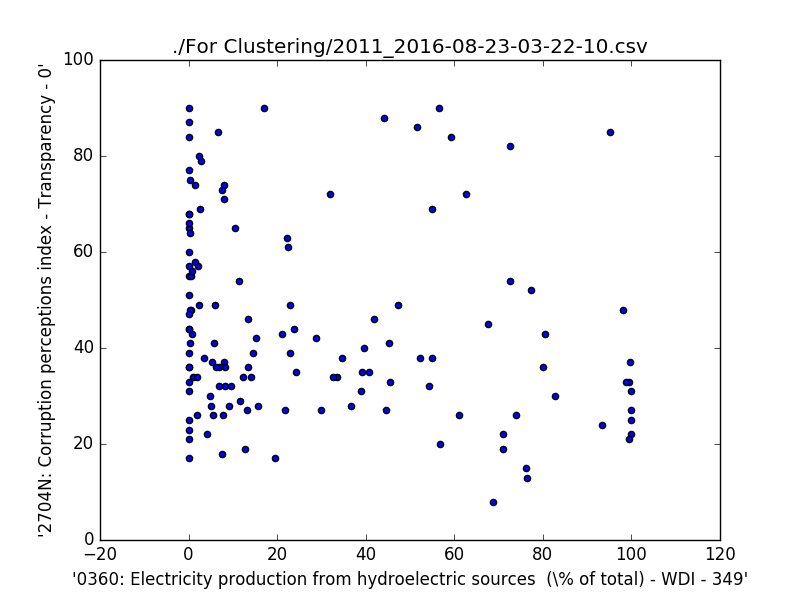 ./For Clustering/2011_2016-08-23-03-22-10.csv
100
80
60
40
20
0
'2704N: Corruption perceptions index - Transparency - 0'
−20 0 20 40 60 80 100 120
'0360: Electricity production from hydroelectric sources (\% of total) - WDI - 349'